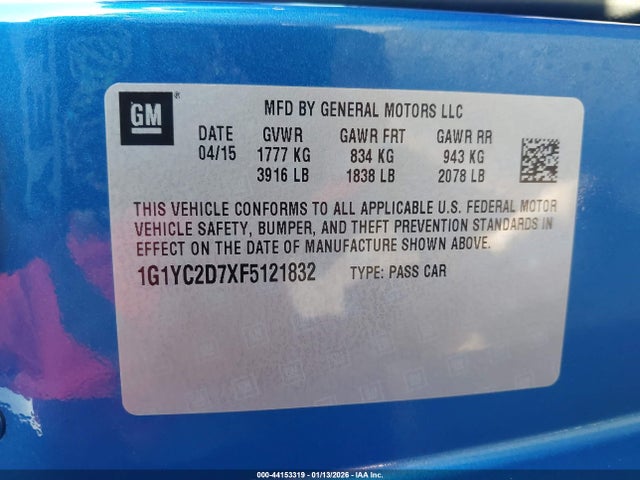 GM
MFD BY GENERAL MOTORS LLC
DATE GVWR GAWR FRT GAWR RR
04/15 1777 KG 834 KG 943 KG
3916 LB 1838 LB 2078 LB
THIS VEHICLE CONFORMS TO ALL APPLICABLE U.S. FEDERAL MOTOR
VEHICLE SAFETY, BUMPER, AND THEFT PREVENTION STANDARDS IN
EFFECT ON THE DATE OF MANUFACTURE SHOWN ABOVE.
1G1YC2D7XF5121832 TYPE: PASS CAR
000-44153319 - 01/13/2026 - IAA Inc.